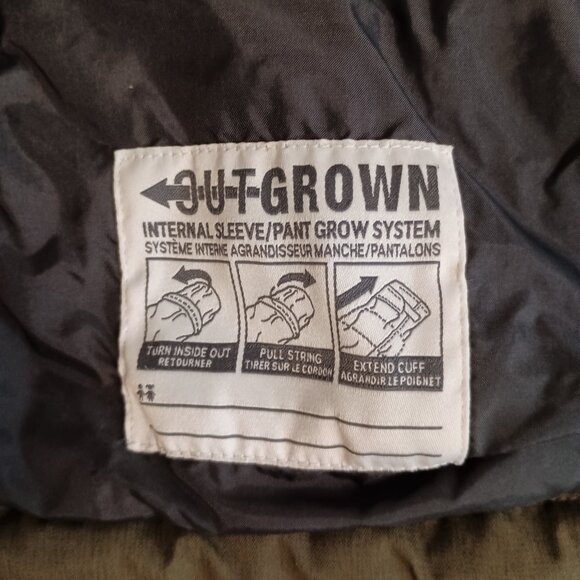 OUTGROWN
INTERNAL SLEEVE/PANT GROW SYSTEM
SYSTÈME INTERNE AGRANDISSEUR MANCHE/PANTALONS
TURN INSIDE OUT
RETOURNER
PULL STRING
TIRER SUR LE CORDON
EXTEND CUFF
AGRANDIR LE POIGNET